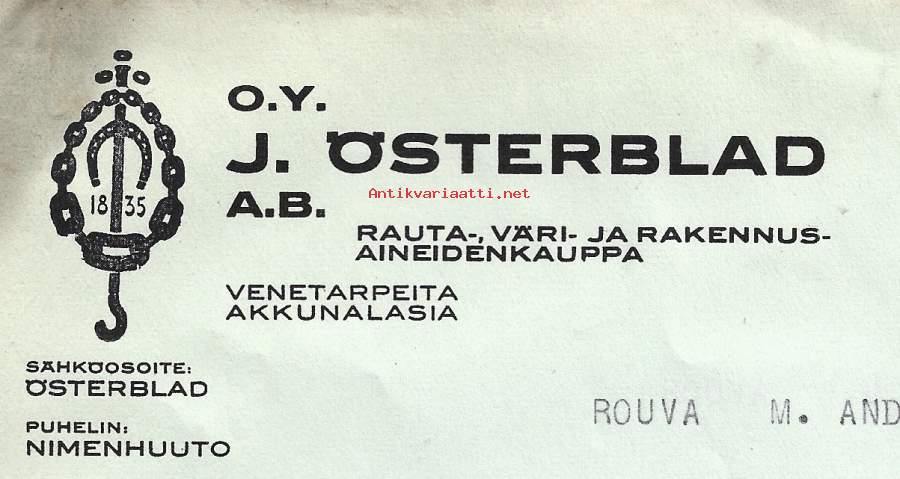 O.Y.
J. ÖSTERBLAD
A.B.
RAUTA-, VÄRI- JA RAKENNUS-
AINEIDENKAUPPA
VENETARPEITA
AKKUNALASIA
18 35
SÄHKÖOSOITE:
ÖSTERBLAD
PUHELIN:
NIMENHUUTO
ROUVA M. AND
Antikvariaatti.net